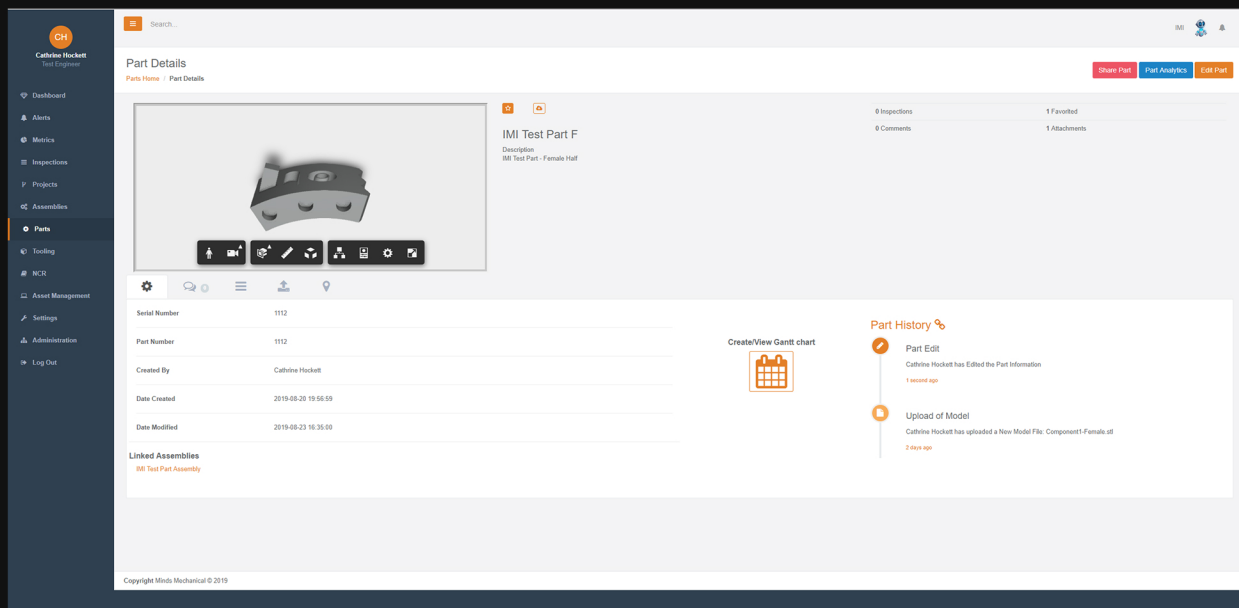 CH
Cathrine Hockett
Test Engineer
Dashboard
Alerts
Metrics
Inspections
Projects
Assemblies
Parts
Tooling
NCR
Asset Management
Settings
Administration
Log Out
Search...
IMI
Part Details
Parts Home / Part Details
Share Part
Part Analytics
Edit Part
IMI Test Part F
Description
IMI Test Part - Female Half
0 Inspections
1 Favorited
0 Comments
1 Attachments
Serial Number 1112
Part Number 1112
Created By Cathrine Hockett
Date Created 2019-08-20 19:56:59
Date Modified 2019-08-23 16:35:00
Linked Assemblies
IMI Test Part Assembly
Create/View Gantt chart
Part History
Part Edit
Cathrine Hockett has Edited the Part Information
1 second ago
Upload of Model
Cathrine Hockett has uploaded a New Model File: Component1-Female.stl
2 days ago
Copyright Minds Mechanical © 2019